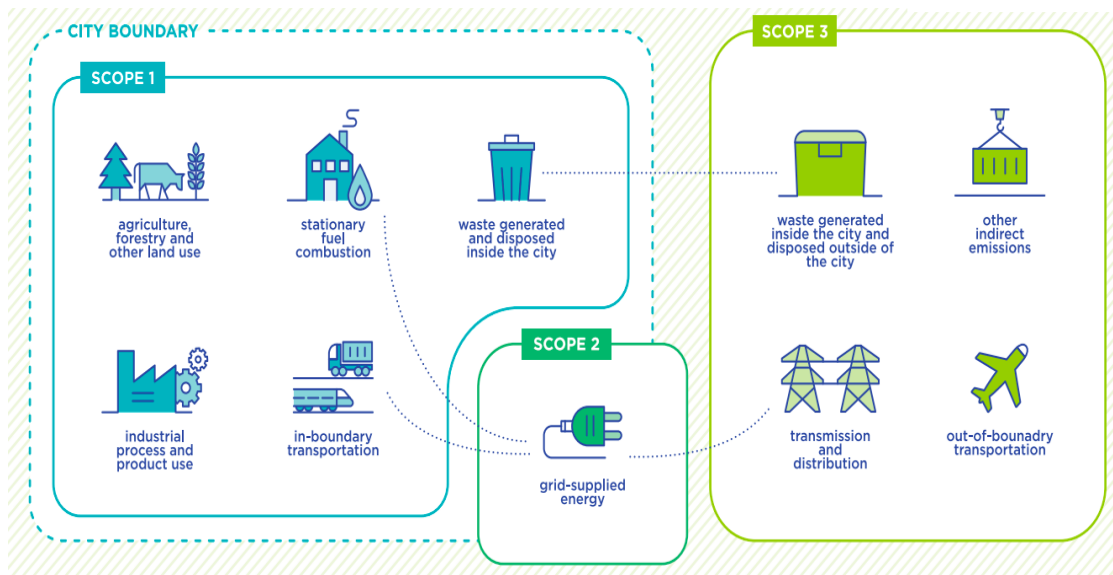 CITY BOUNDARY
SCOPE 1
agriculture,
forestry and
other land use
stationary
fuel
combustion
waste generated
and disposed
inside the city
industrial
process and
product use
in-boundary
transportation
SCOPE 2
grid-supplied
energy
SCOPE 3
waste generated
inside the city and
disposed outside of
the city
other
indirect
emissions
transmission
and
distribution
out-of-bounadry
transportation